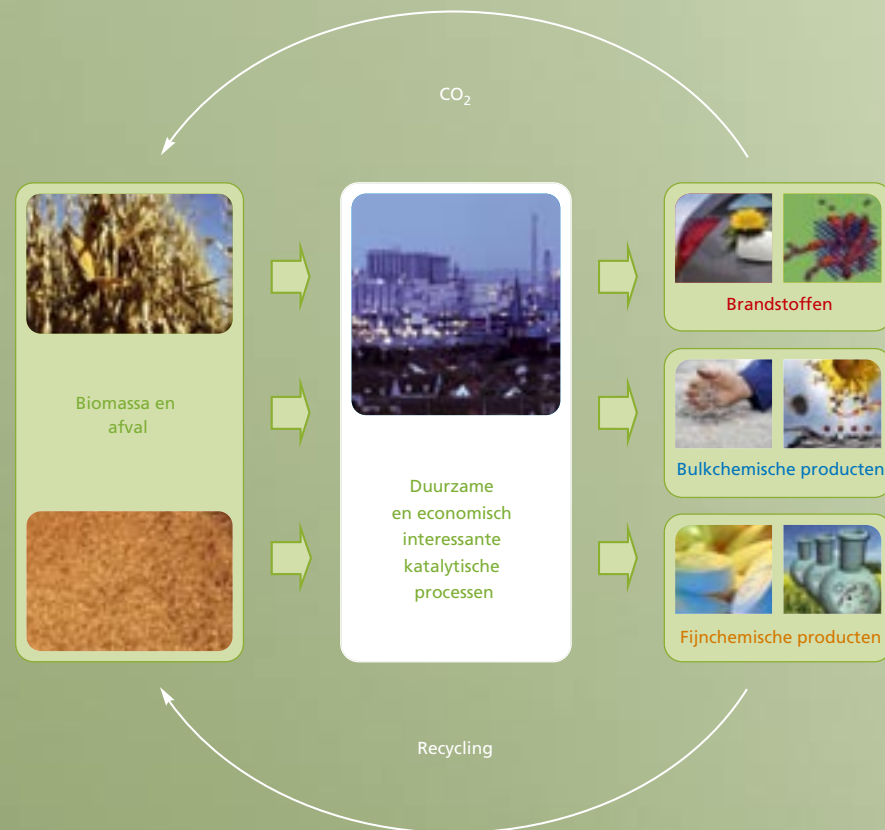 CO₂
Biomassa en
afval
Duurzame
en economisch
interessante
katalytische
processen
Brandstoffen
Bulkchemische producten
Fijnchemische producten
Recycling